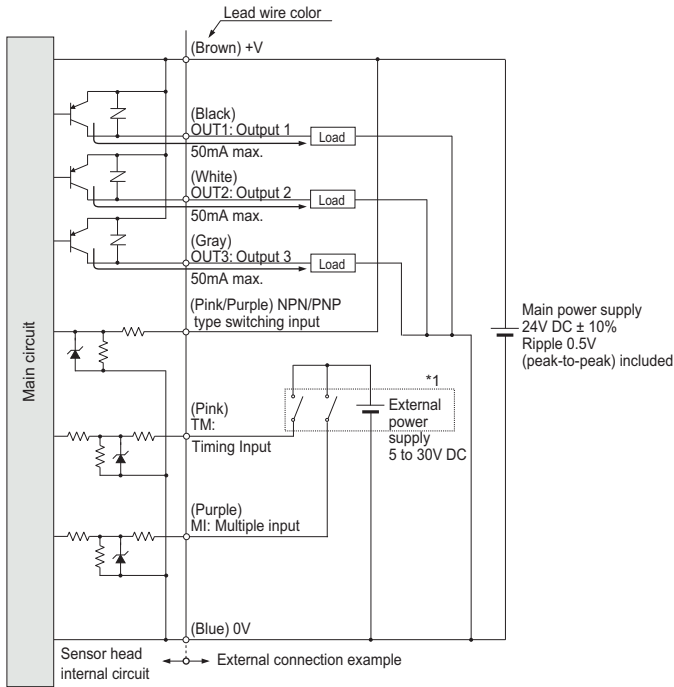 Lead wire color
(Brown) +V
(Black)
OUT1: Output 1
Load
50mA max.
(White)
OUT2: Output 2
Load
50mA max.
(Gray)
OUT3: Output 3
Load
50mA max.
(Pink/Purple) NPN/PNP
type switching input
Main circuit
Main power supply
24V DC ± 10%
Ripple 0.5V
(peak-to-peak) included
*1
External
power
supply
5 to 30V DC
(Pink)
TM:
Timing Input
(Purple)
MI: Multiple input
(Blue) 0V
Sensor head
internal circuit
External connection example